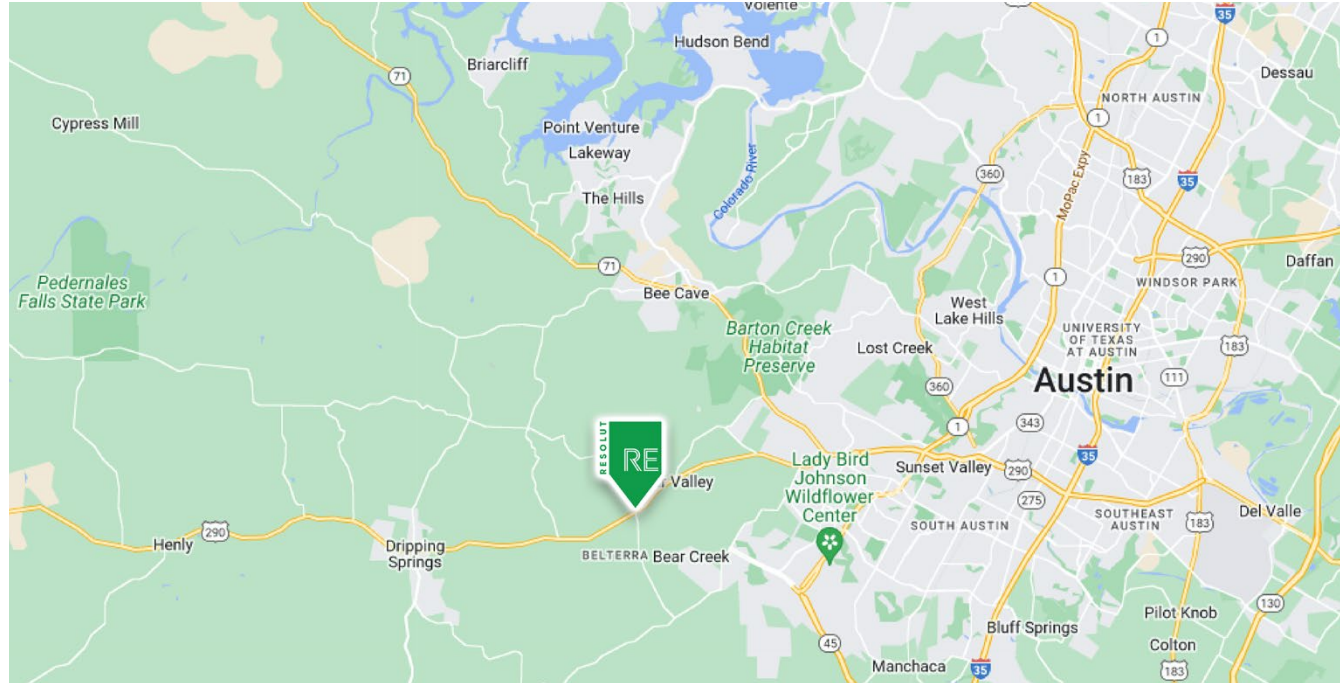 Volente
35
Hudson Bend
1
Briarcliff
71
Dessau
NORTH AUSTIN
Cypress Mill
1
Point Venture
Lakeway
Colorado River
360
MoPac Expy
183
35
The Hills
290
Daffan
71
1
WINDSOR PARK
Pedernales
Falls State Park
Bee Cave
West
Lake Hills
Barton Creek
Habitat
Preserve
UNIVERSITY
OF TEXAS
AT AUSTIN
183
Lost Creek
360
Austin
111
RESOLUT
RE
1
343
35
Valley
Lady Bird
Johnson
Wildflower
Center
Sunset Valley
290
275
SOUTH AUSTIN
SOUTHEAST
AUSTIN
183
Del Valle
290
Henly
Dripping
Springs
BELTERRA
Bear Creek
130
Pilot Knob
Bluff Springs
45
Colton
Manchaca
35
183